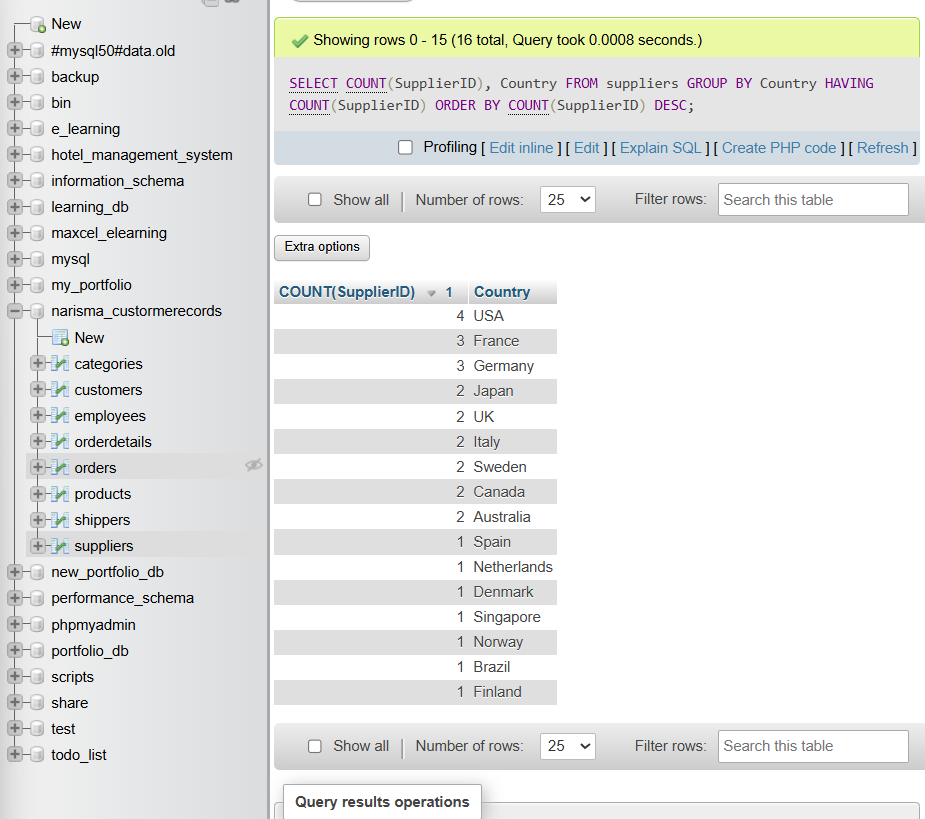 New
#mysql50#data.old
backup
bin
e_learning
hotel_management_system
information_schema
learning_db
maxcel_elearning
mysql
my_portfolio
narisma_custormerecords
New
categories
customers
employees
orderdetails
orders
products
shippers
suppliers
new_portfolio_db
performance_schema
phpmyadmin
portfolio_db
scripts
share
test
todo_list
Showing rows 0 - 15 (16 total, Query took 0.0008 seconds.)
SELECT COUNT(SupplierID), Country FROM suppliers GROUP BY Country HAVING
COUNT(SupplierID) ORDER BY COUNT(SupplierID) DESC;
Profiling [ Edit inline ] [ Edit ] [ Explain SQL ] [ Create PHP code ] [ Refresh ]
Show all | Number of rows: 25 Filter rows: Search this table
Extra options
COUNT(SupplierID) 1 Country
4 USA
3 France
3 Germany
2 Japan
2 UK
2 Italy
2 Sweden
2 Canada
2 Australia
1 Spain
1 Netherlands
1 Denmark
1 Singapore
1 Norway
1 Brazil
1 Finland
Show all | Number of rows: 25 Filter rows: Search this table
Query results operations